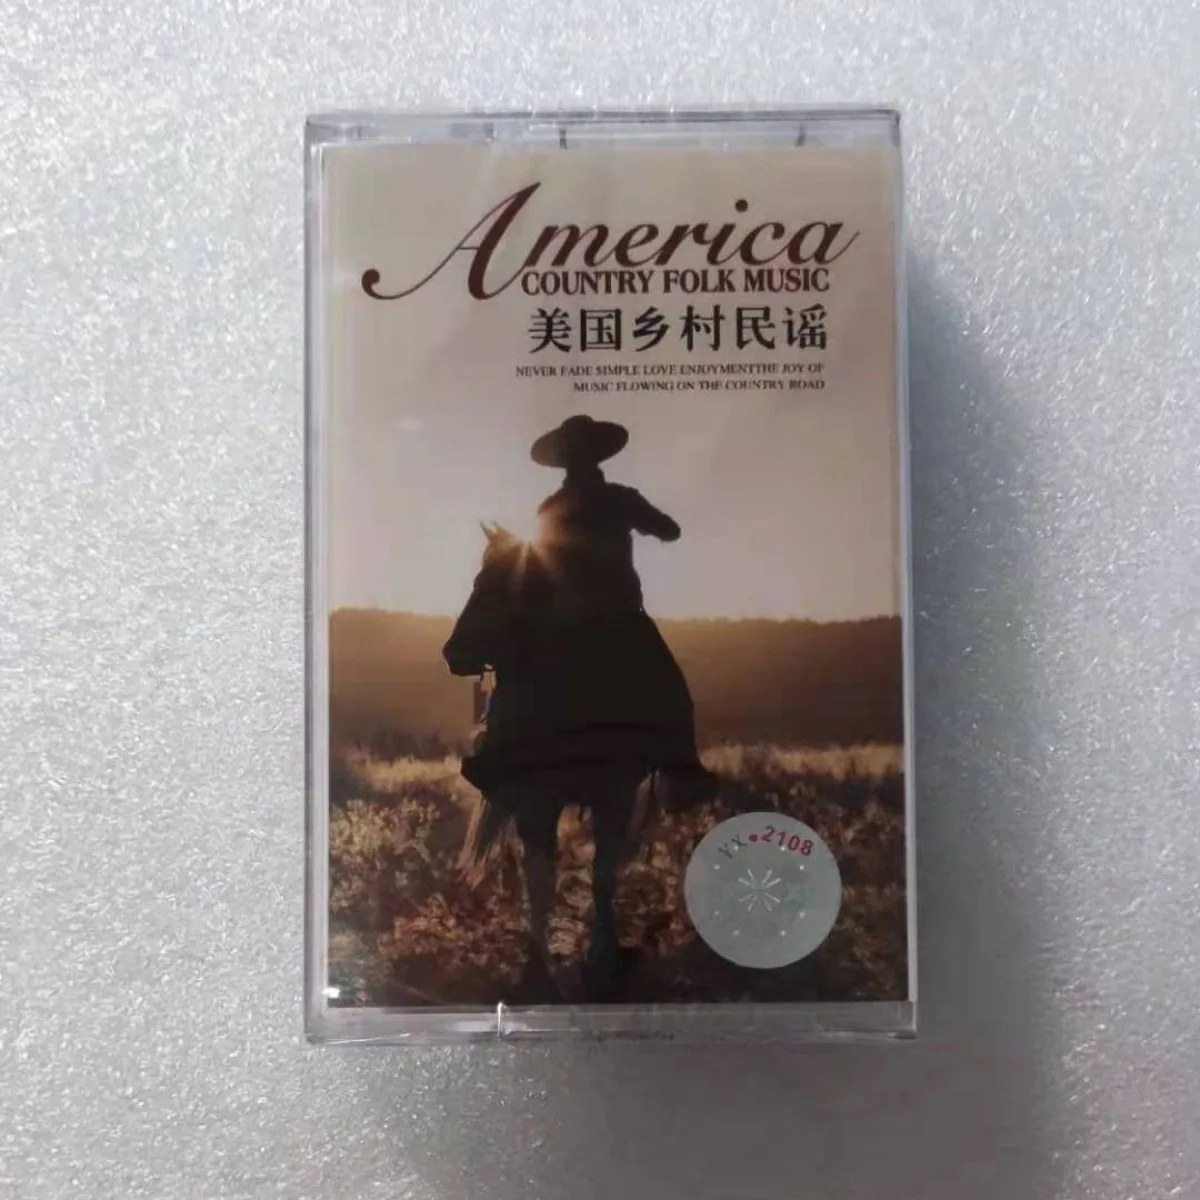 America
COUNTRY FOLK MUSIC
美国乡村民谣
NEVER FADE SIMPLE LOVE ENJOYMENTTHE JOY OF
MUSIC FLOWING ON THE COUNTRY ROAD
YX 2108